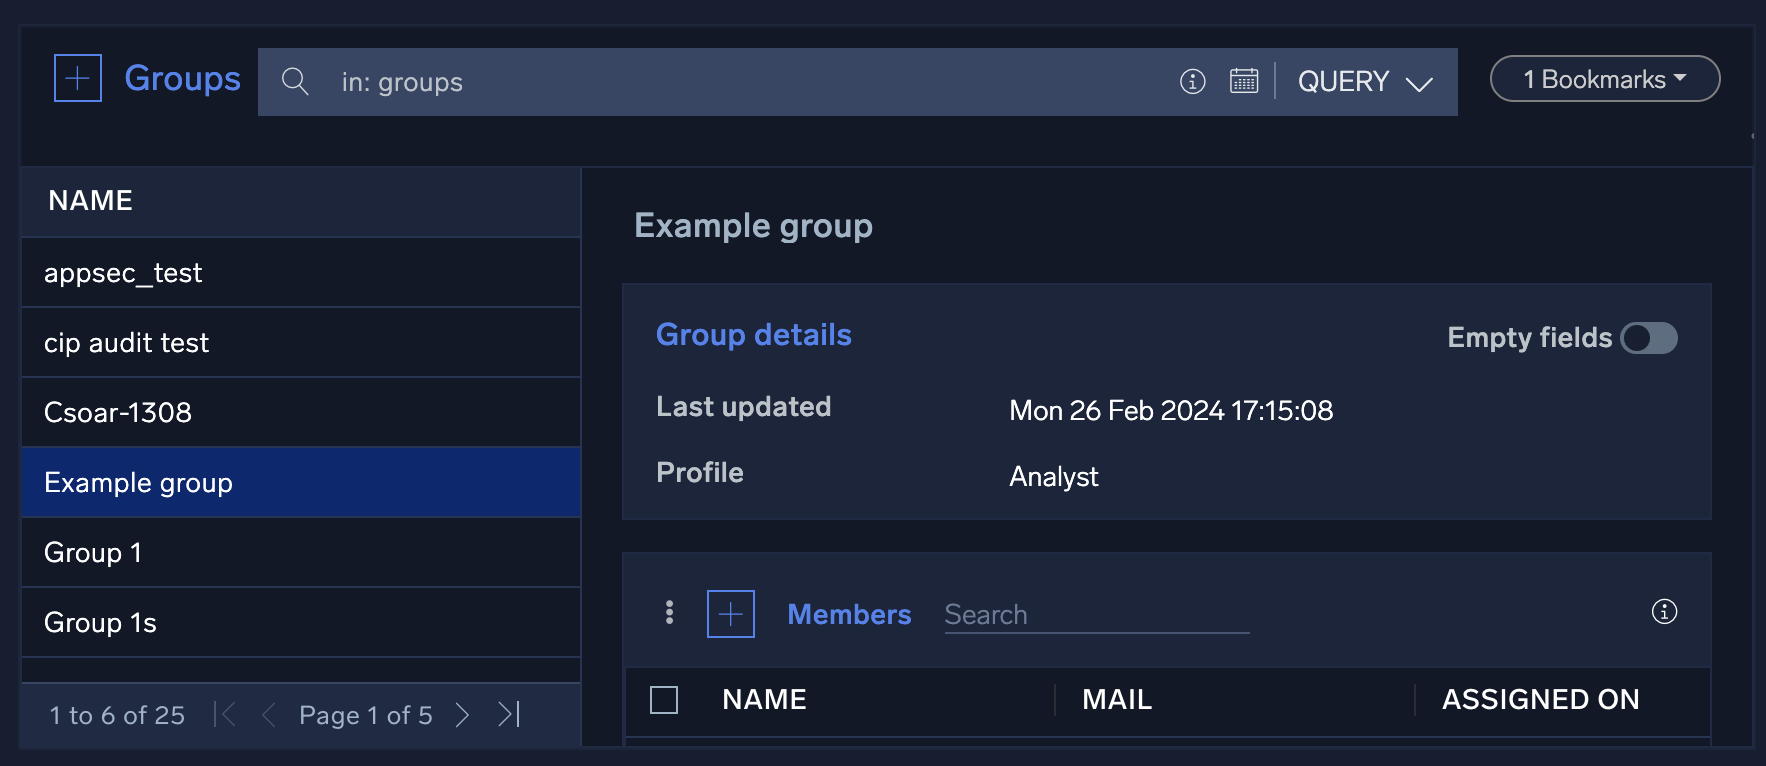 Groups
in: groups
QUERY
1 Bookmarks
NAME
appsec_test
cip audit test
Csoar-1308
Example group
Group 1
Group 1s
1 to 6 of 25
Page 1 of 5
Example group
Group details
Empty fields
Last updated
Mon 26 Feb 2024 17:15:08
Profile
Analyst
Members
Search
NAME
MAIL
ASSIGNED ON